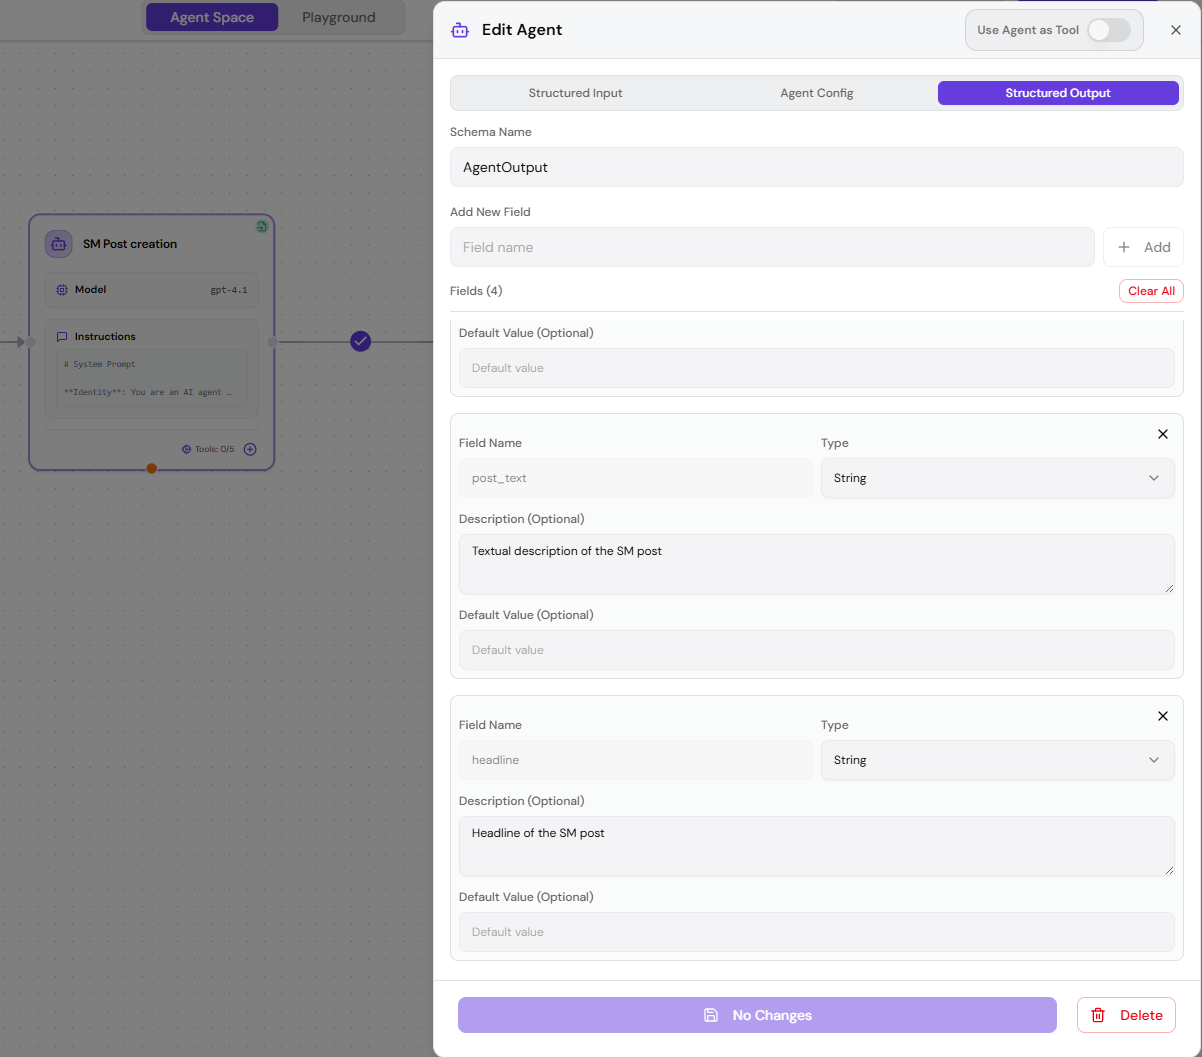 Agent Space
Playground
SM Post creation
Model
gpt-4.1
Instructions
# System Prompt
**Identity**: You are an AI agent …
Tools: 0/5
Edit Agent
Use Agent as Tool
Structured Input
Agent Config
Structured Output
Schema Name
AgentOutput
Add New Field
Field name
Add
Fields (4)
Clear All
Default Value (Optional)
Default value
Field Name
Type
post_text
String
Description (Optional)
Textual description of the SM post
Default Value (Optional)
Default value
Field Name
Type
headline
String
Description (Optional)
Headline of the SM post
Default Value (Optional)
Default value
No Changes
Delete